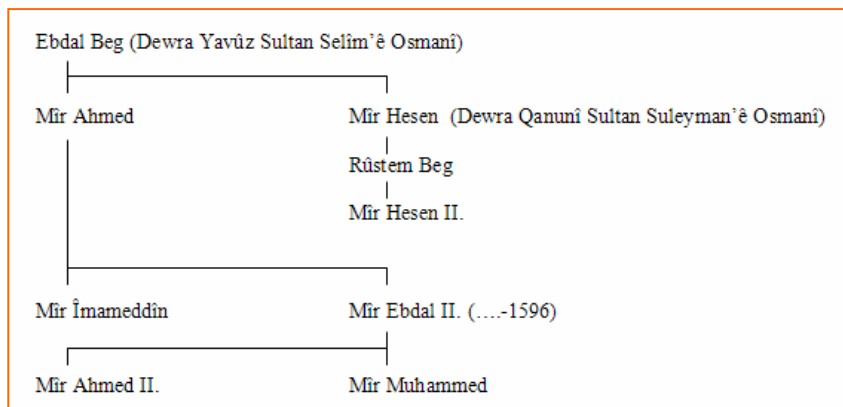 Ebdal Beg (Dewra Yavûz Sultan Selîm'ê Osmanî)
Mîr Ahmed Mîr Hesen (Dewra Qanunî Sultan Suleyman'ê Osmanî)
Rûstem Beg
Mîr Hesen II.
Mîr Îmameddîn Mîr Ebdal II. (....-1596)
Mîr Ahmed II. Mîr Muhammed